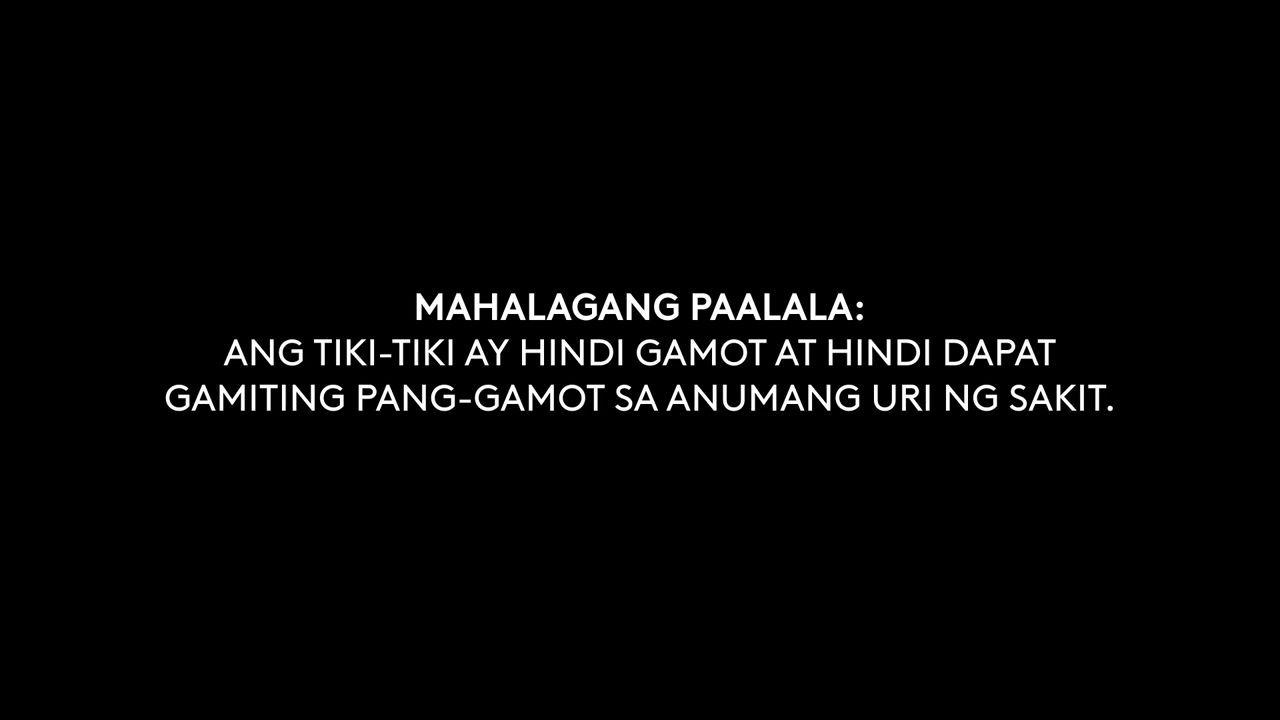 MAHALAGANG PAALALA:
ANG TIKI-TIKI AY HINDI GAMOT AT HINDI DAPAT
GAMITING PANG-GAMOT SA ANUMANG URI NG SAKIT.